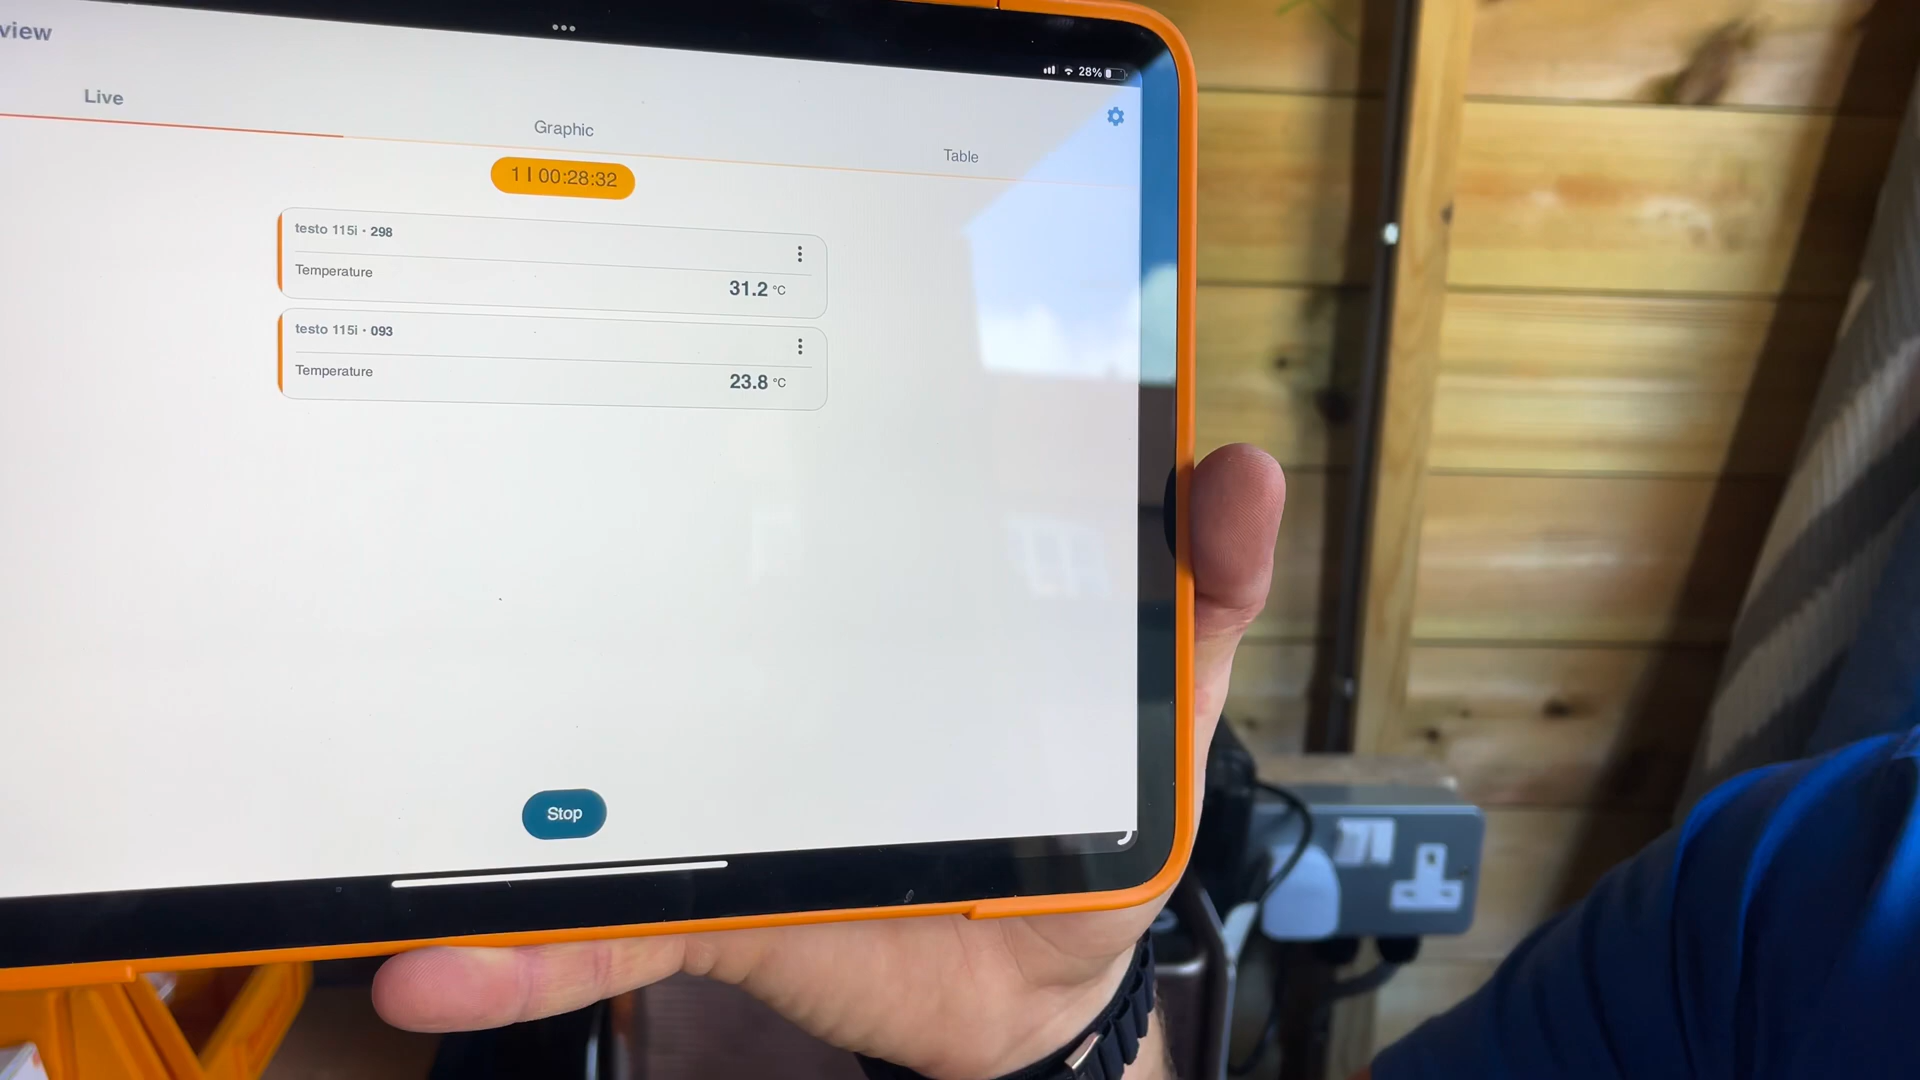 view
28%
Live
Graphic
Table
1 | 00:28:32
testo 115i • 298
Temperature
31.2 °C
testo 115i • 093
Temperature
23.8 °C
Stop